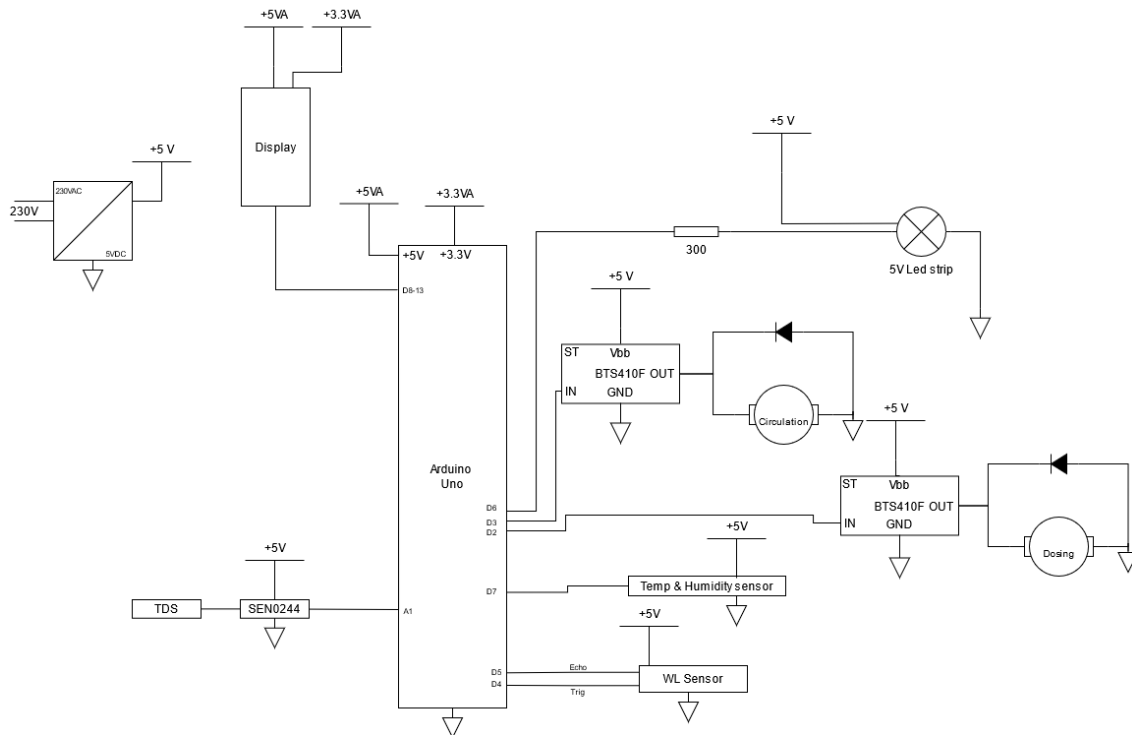 +5VA
+3.3VA
Display
+5 V
230VAC
230V
5VDC
+5VA
+3.3VA
+5V
+3.3V
D8-13
+5 V
300
5V Led strip
+5 V
ST
Vbb
BTS410F OUT
IN
GND
Circulation
+5 V
ST
Vbb
BTS410F OUT
IN
GND
Dosing
Arduino
Uno
D6
D3
D2
+5V
D7
Temp & Humidity sensor
+5V
TDS
SEN0244
A1
+5V
D5
Echo
WL Sensor
D4
Trig